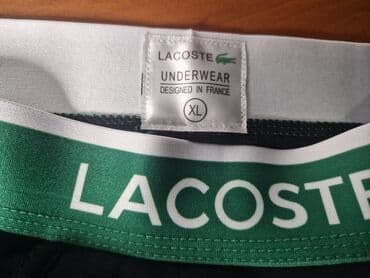 LACOSTE
UNDERWEAR
DESIGNED IN FRANCE
XL
LACOSTE